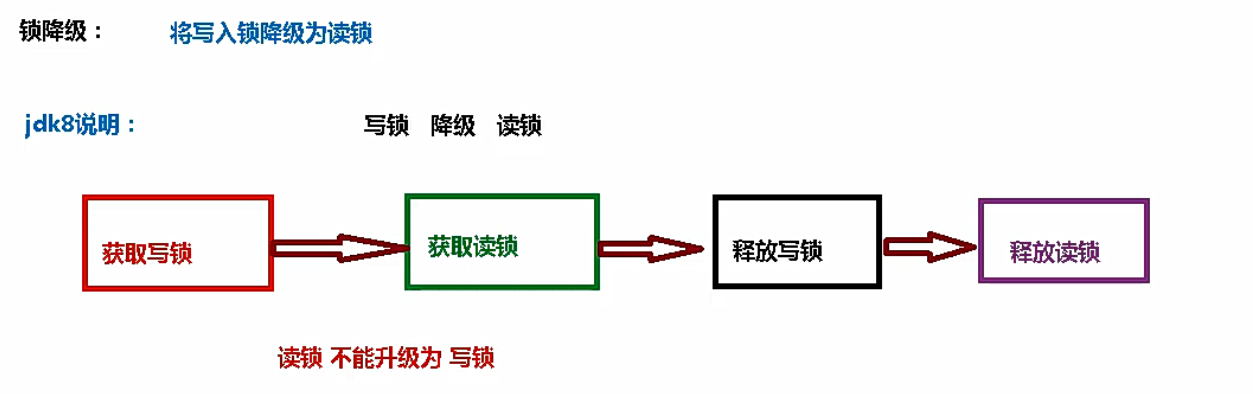 锁降级： 将写入锁降级为读锁
jdk8说明： 写锁 降级 读锁
获取写锁 获取读锁 释放写锁 释放读锁
读锁 不能升级为 写锁